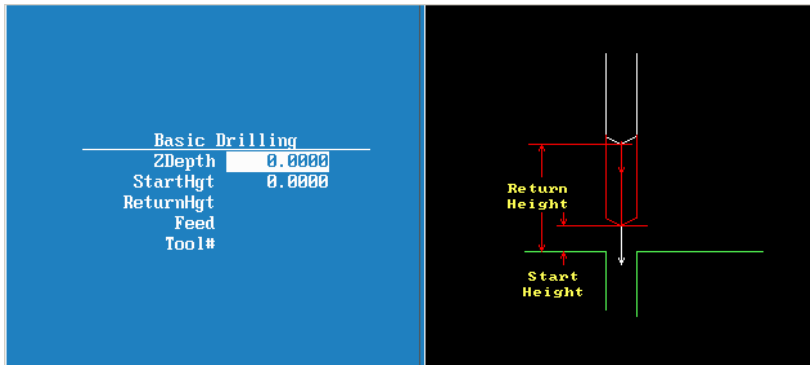 Basic Drilling
ZDepth 0.0000
StartHgt 0.0000
ReturnHgt
Feed
Tool#
Return
Height
Start
Height